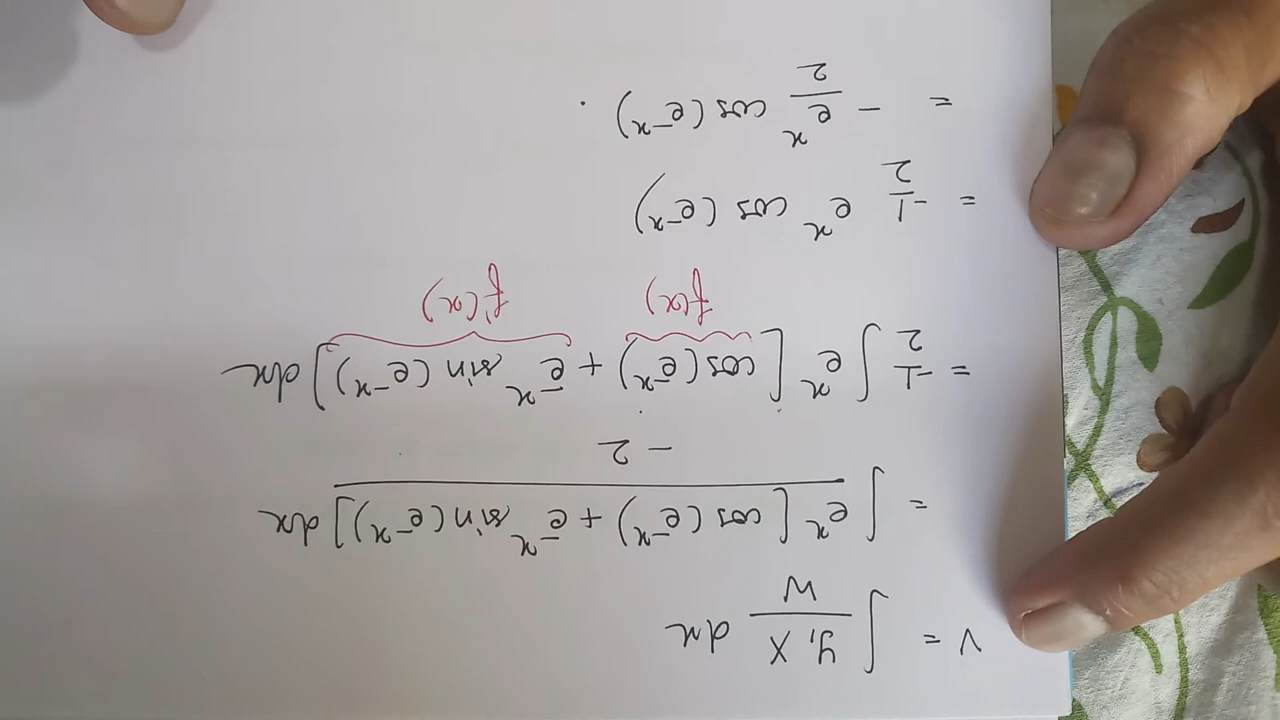 v = ∫ y₁X/W dx
= ∫ eˣ [cos(e⁻ˣ) + e⁻ˣ sin(e⁻ˣ)] dx / -2
= -1/2 ∫ eˣ [cos(e⁻ˣ) + e⁻ˣ sin(e⁻ˣ)] dx
f(x) f'(x)
= -1/2 eˣ cos(e⁻ˣ)
= - eˣ/2 cos(e⁻ˣ).